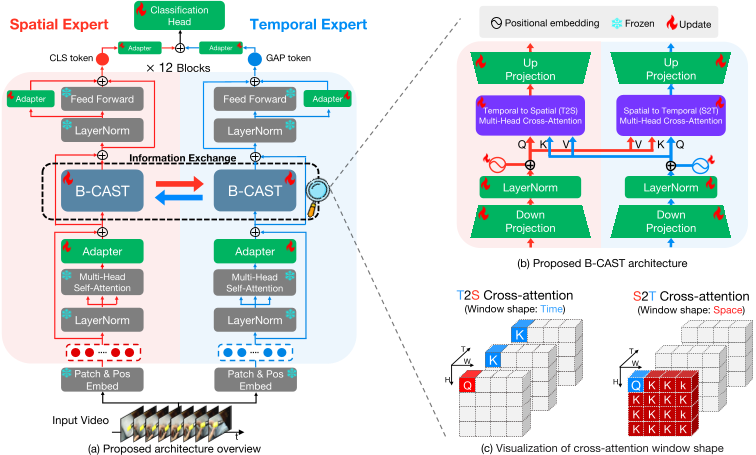 Classification
Head
Spatial Expert
Temporal Expert
Adapter
Adapter
CLS token
GAP token
× 12 Blocks
Adapter
Feed Forward
Feed Forward
Adapter
LayerNorm
LayerNorm
Information Exchange
B-CAST
B-CAST
Adapter
Adapter
Multi-Head
Self-Attention
Multi-Head
Self-Attention
LayerNorm
LayerNorm
Patch & Pos
Embed
Patch & Pos
Embed
Input Video
t
(a) Proposed architecture overview
Positional embedding
Frozen
Update
Up
Projection
Up
Projection
Temporal to Spatial (T2S)
Multi-Head Cross-Attention
Spatial to Temporal (S2T)
Multi-Head Cross-Attention
Q K V V K Q
LayerNorm
LayerNorm
Down
Projection
Down
Projection
(b) Proposed B-CAST architecture
T2S Cross-attention
(Window shape: Time)
S2T Cross-attention
(Window shape: Space)
T
W
H
K
K
Q
T
W
H
Q K K k
K K K k
K K K K
K K K K
(c) Visualization of cross-attention window shape